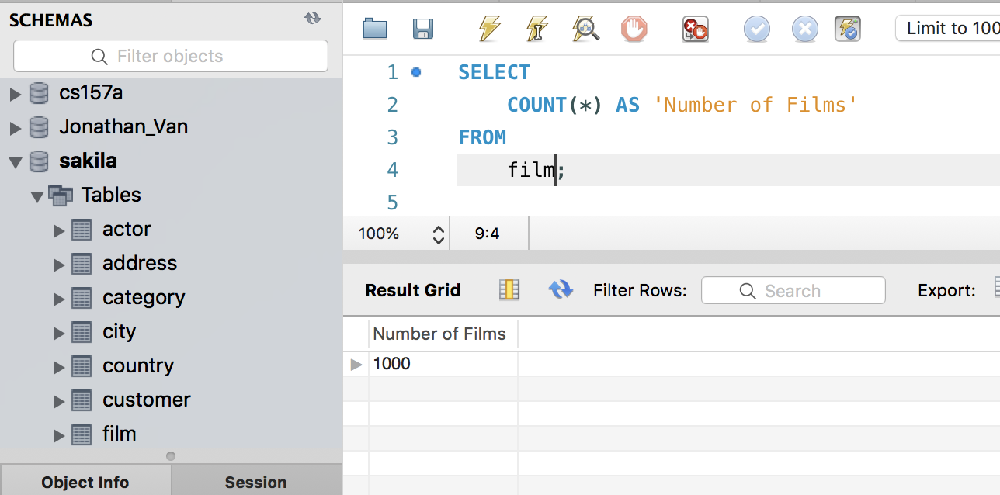 SCHEMAS
Filter objects
cs157a
Jonathan_Van
sakila
Tables
actor
address
category
city
country
customer
film
Object Info
Session
Limit to 100
1 SELECT
2 COUNT(*) AS 'Number of Films'
3 FROM
4 film;
5
100%
9:4
Result Grid
Filter Rows:
Search
Export:
Number of Films
1000